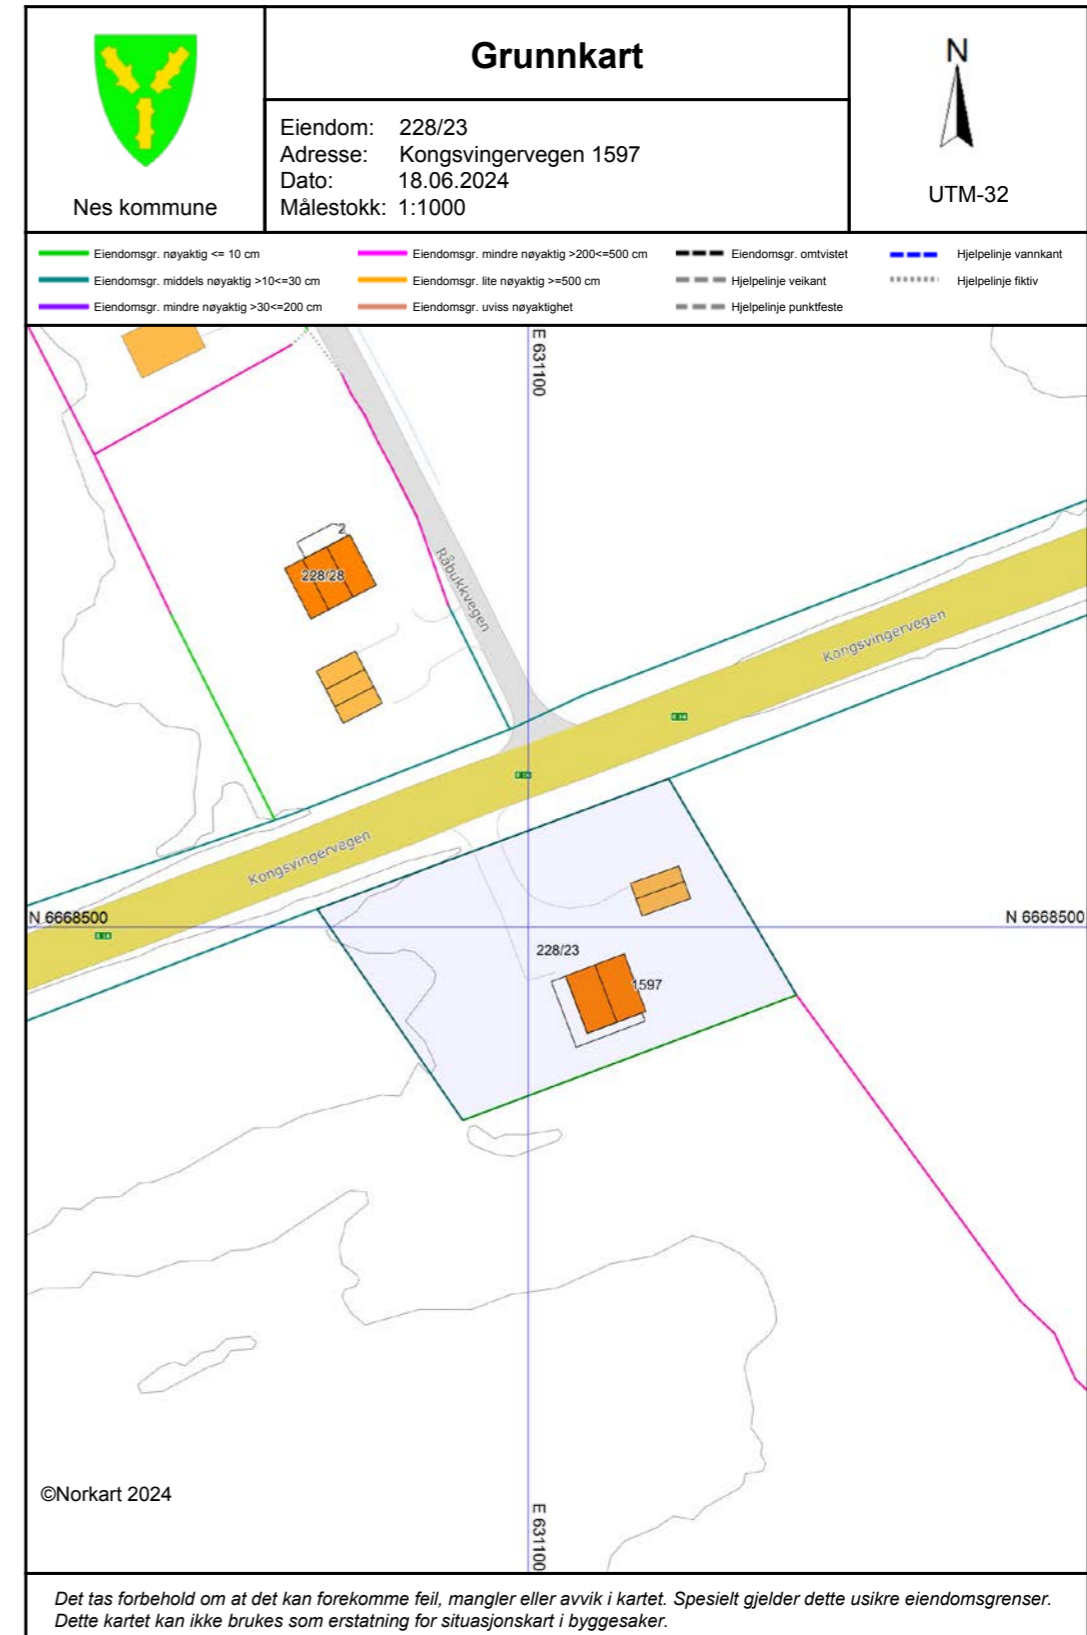 Grunnkart
Nes kommune
Eiendom: 228/23
Adresse: Kongsvingervegen 1597
Dato: 18.06.2024
Målestokk: 1:1000
N
UTM-32
Eiendomsgr. nøyaktig <= 10 cm
Eiendomsgr. middels nøyaktig >10<=30 cm
Eiendomsgr. mindre nøyaktig >30<=200 cm
Eiendomsgr. mindre nøyaktig >200<=500 cm
Eiendomsgr. lite nøyaktig >=500 cm
Eiendomsgr. uviss nøyaktighet
Eiendomsgr. omtvistet
Hjelpelinje veikant
Hjelpelinje punktfeste
Hjelpelinje vannkant
Hjelpelinje fiktiv
E 631100
2
228/28
Råbukkvegen
Kongsvingervegen
E 16
E 16
Kongsvingervegen
N 6668500
N 6668500
E 16
228/23
1597
©Norkart 2024
E 631100
Det tas forbehold om at det kan forekomme feil, mangler eller avvik i kartet. Spesielt gjelder dette usikre eiendomsgrenser.
Dette kartet kan ikke brukes som erstatning for situasjonskart i byggesaker.